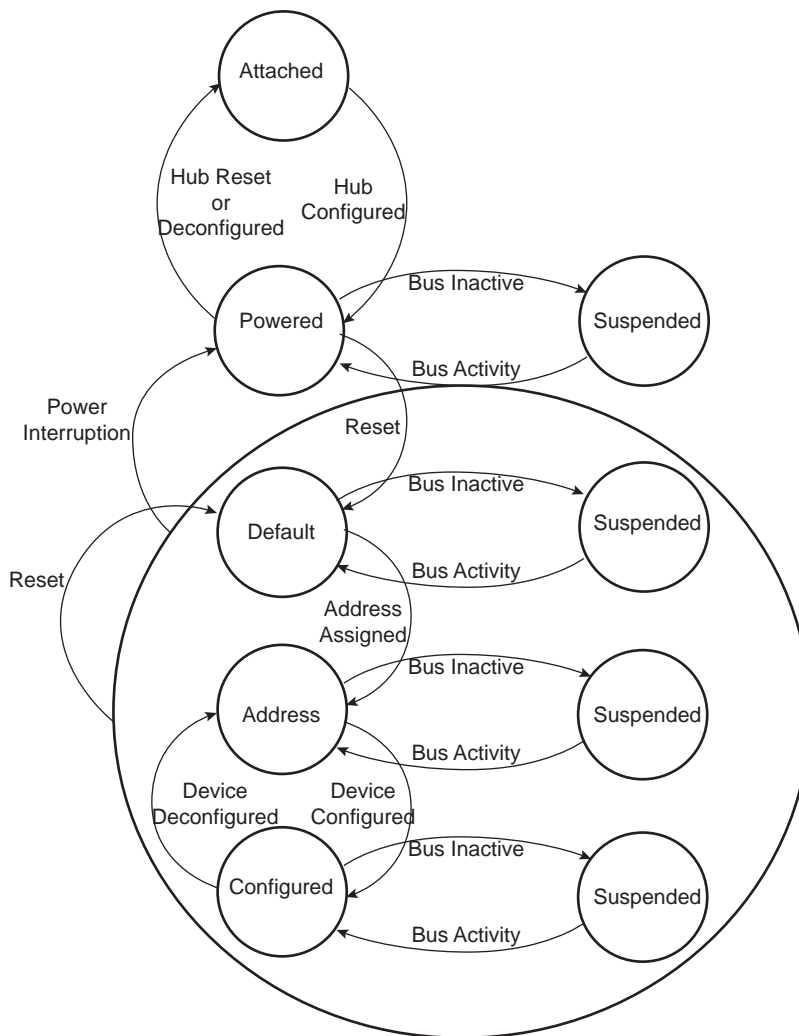 Attached
Hub Reset
or
Deconfigured
Hub
Configured
Powered
Bus Inactive
Suspended
Bus Activity
Power
Interruption
Reset
Default
Bus Inactive
Suspended
Bus Activity
Reset
Address
Assigned
Address
Bus Inactive
Suspended
Bus Activity
Device
Deconfigured
Device
Configured
Configured
Bus Inactive
Suspended
Bus Activity